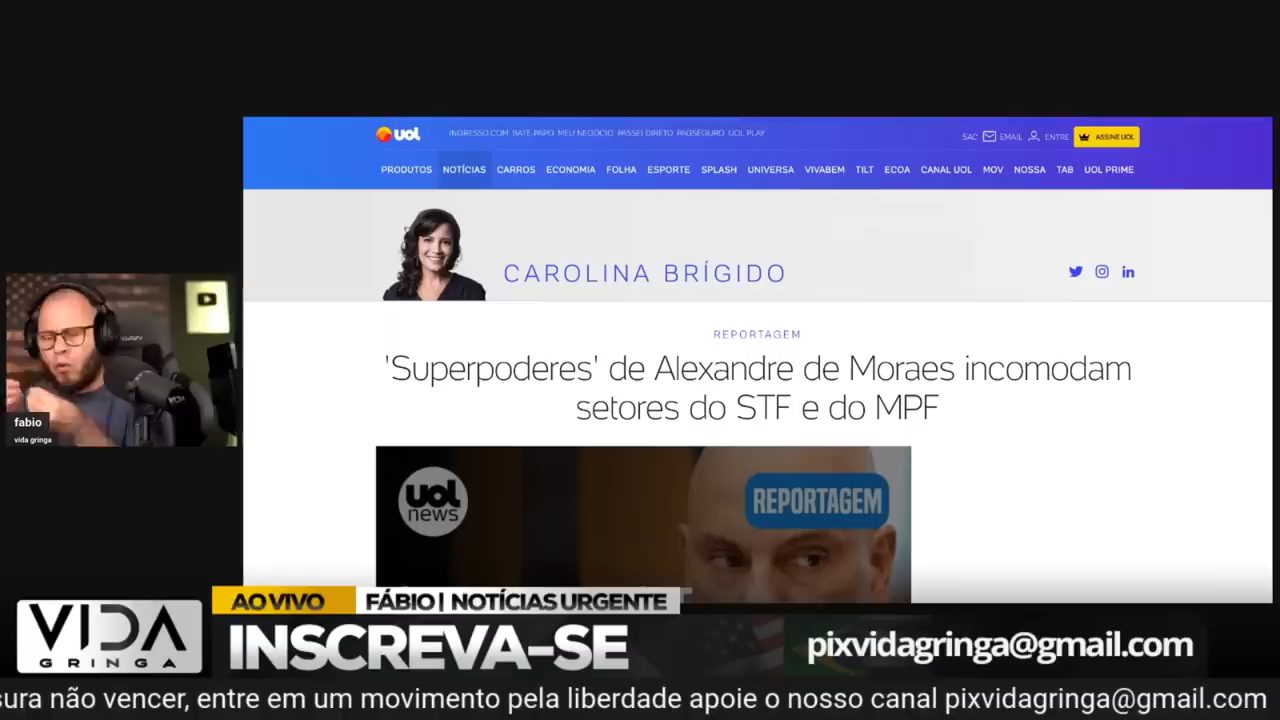 uol
INGRESSO.COM BATE PAPO MEU NEGÓCIO PASSEI DIRETO PAGSEGURO UOL PLAY
SAC EMAIL ENTRE ASSINE UOL
PRODUTOS NOTÍCIAS CARROS ECONOMIA FOLHA ESPORTE SPLASH UNIVERSA VIVABEM TILT ECOA CANAL UOL MOV NOSSA TAB UOL PRIME
CAROLINA BRÍGIDO
REPORTAGEM
'Superpoderes' de Alexandre de Moraes incomodam
setores do STF e do MPF
uol
news
REPORTAGEM
fabio
vida gringa
AO VIVO FÁBIO | NOTÍCIAS URGENTE
VIDA
GRINGA
INSCREVA-SE
pixvidagringa@gmail.com
sura não vencer, entre em um movimento pela liberdade apoie o nosso canal pixvidagringa@gmail.com